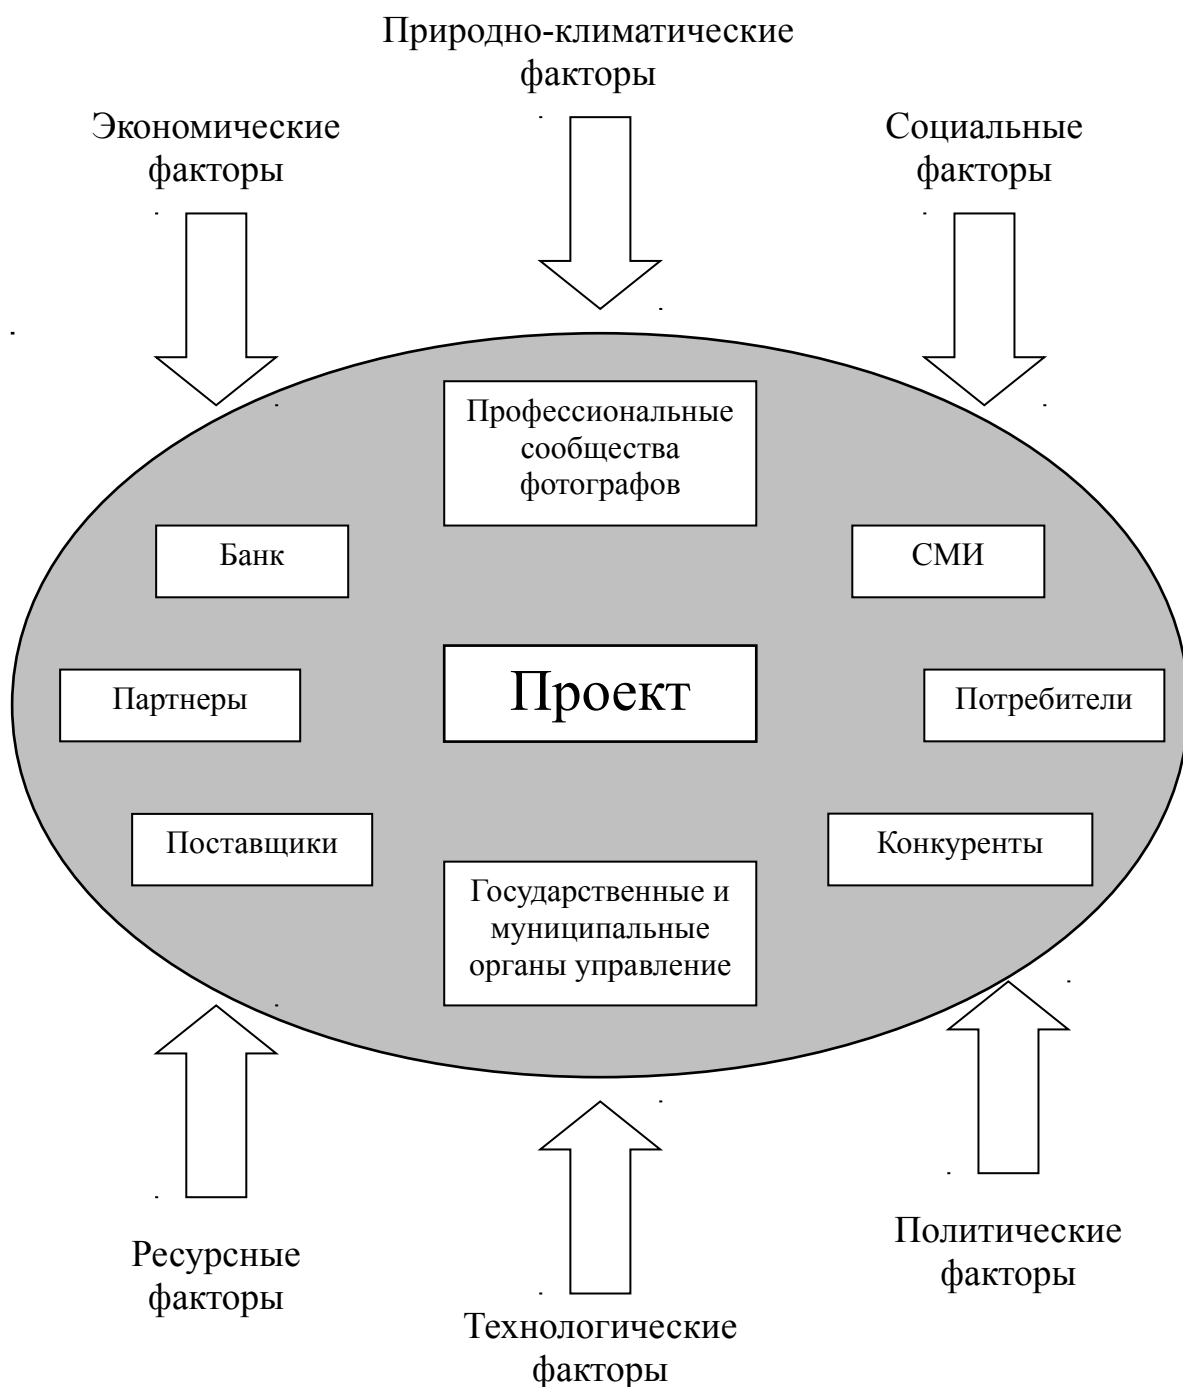 Природно-климатические
факторы
Экономические
факторы
Социальные
факторы
Профессиональные
сообщества
фотографов
Банк
СМИ
Партнеры
Проект
Потребители
Поставщики
Конкуренты
Государственные и
муниципальные
органы управление
Ресурсные
факторы
Политические
факторы
Технологические
факторы